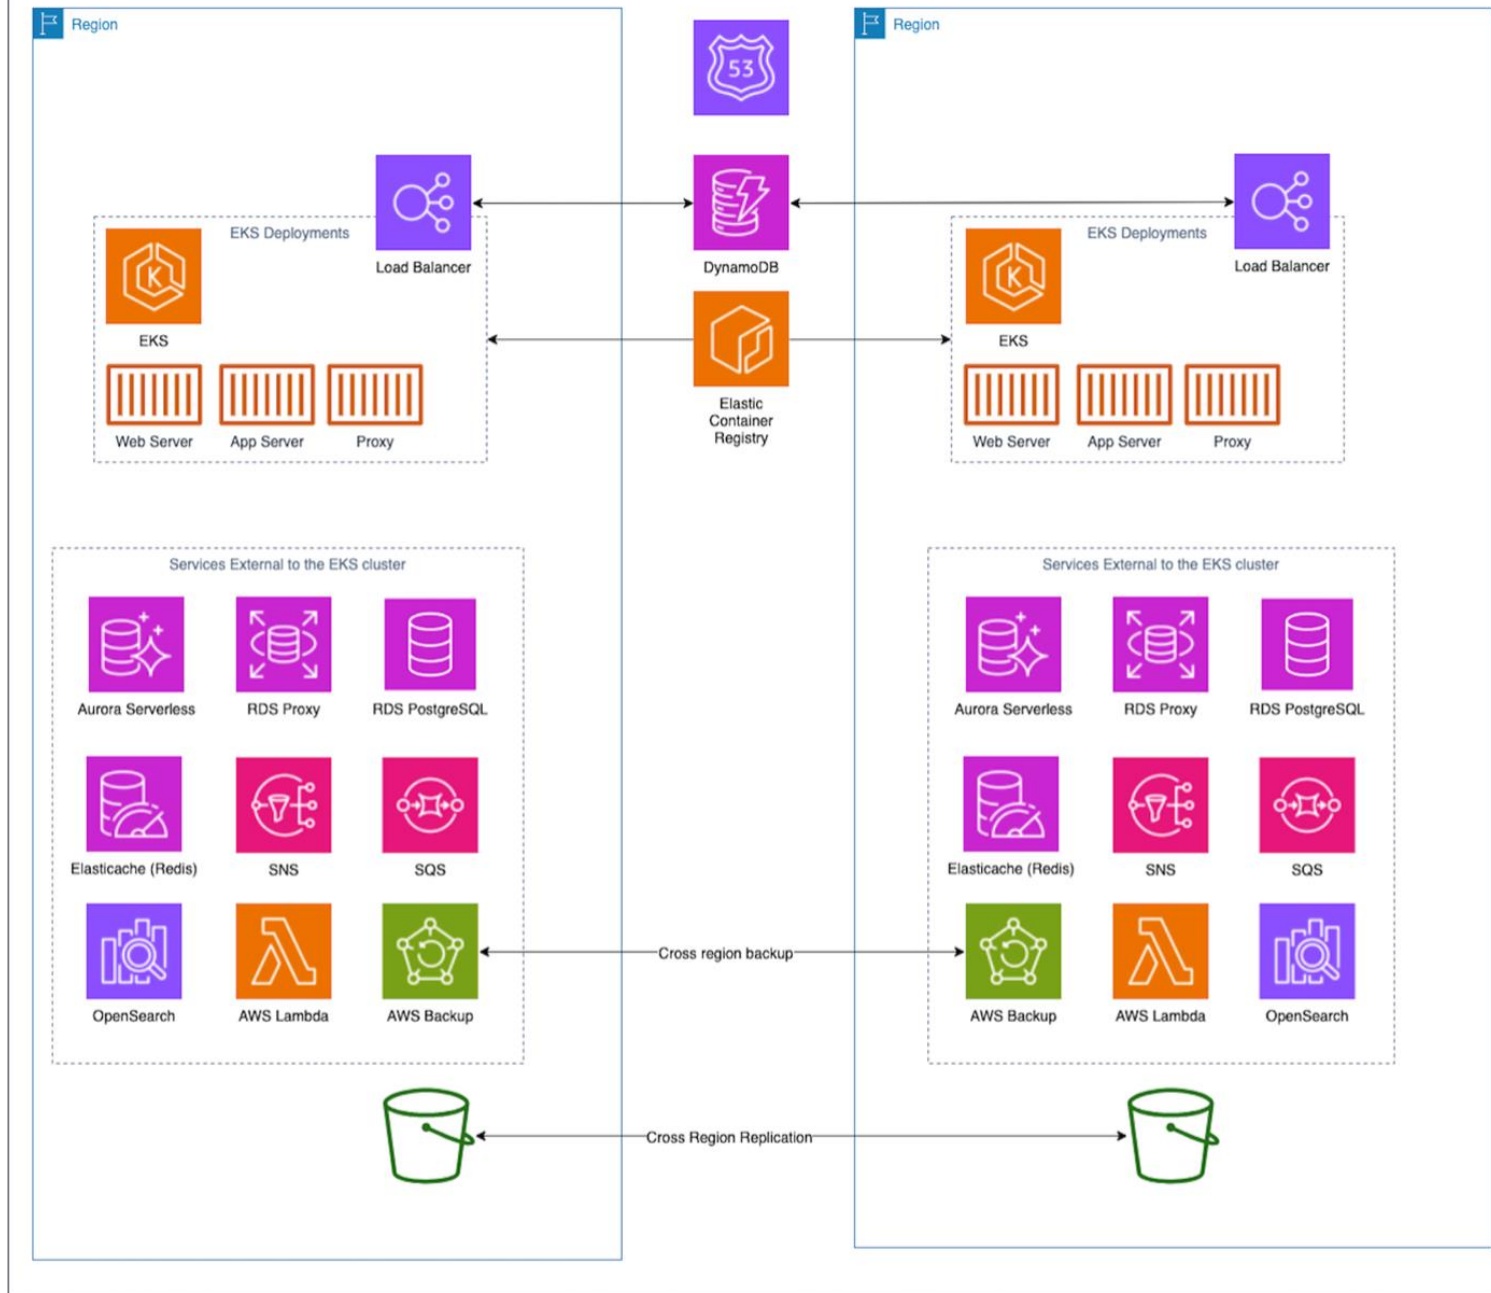 Region
Region
53
EKS Deployments
Load Balancer
DynamoDB
EKS Deployments
Load Balancer
K
EKS
K
EKS
Elastic
Container
Registry
Web Server
App Server
Proxy
Web Server
App Server
Proxy
Services External to the EKS cluster
Services External to the EKS cluster
Aurora Serverless
RDS Proxy
RDS PostgreSQL
Aurora Serverless
RDS Proxy
RDS PostgreSQL
Elasticache (Redis)
SNS
SQS
Elasticache (Redis)
SNS
SQS
Cross region backup
OpenSearch
AWS Lambda
AWS Backup
AWS Backup
AWS Lambda
OpenSearch
Cross Region Replication